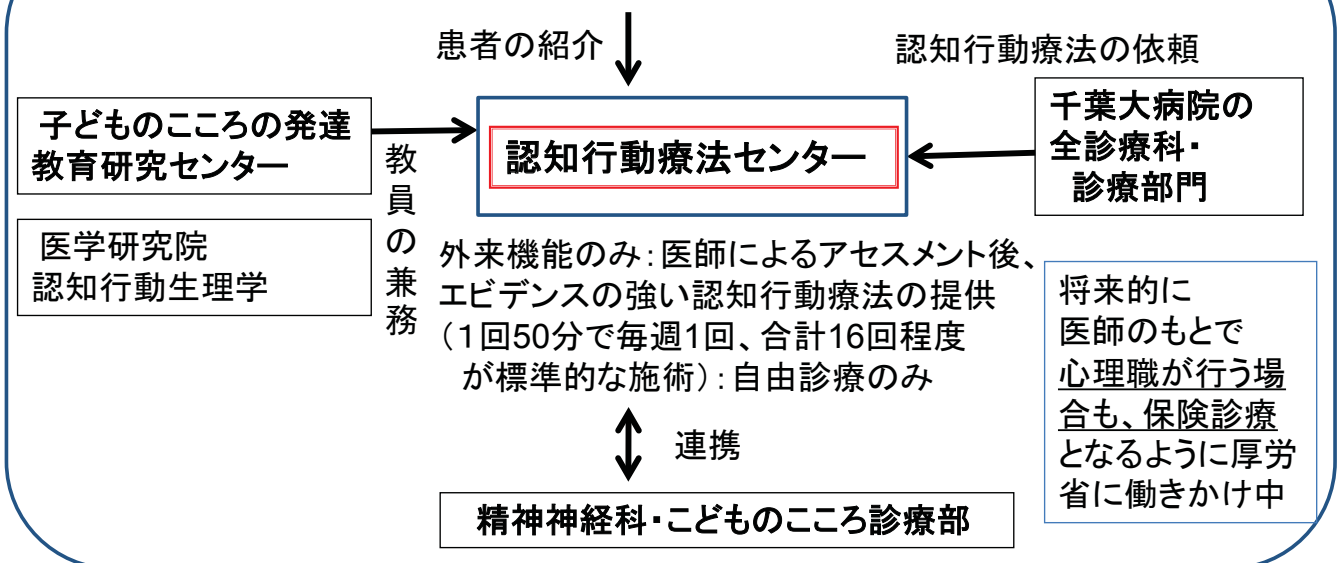 患者の紹介
認知行動療法の依頼
子どものこころの発達
教育研究センター
教員の兼務
認知行動療法センター
千葉大病院の
全診療科・
診療部門
医学研究院
認知行動生理学
外来機能のみ:医師によるアセスメント後、
エビデンスの強い認知行動療法の提供
(1回50分で毎週1回、合計16回程度
が標準的な施術):自由診療のみ
将来的に
医師のもとで
心理職が行う場
合も、保険診療
となるように厚労
省に働きかけ中
連携
精神神経科・こどものこころ診療部